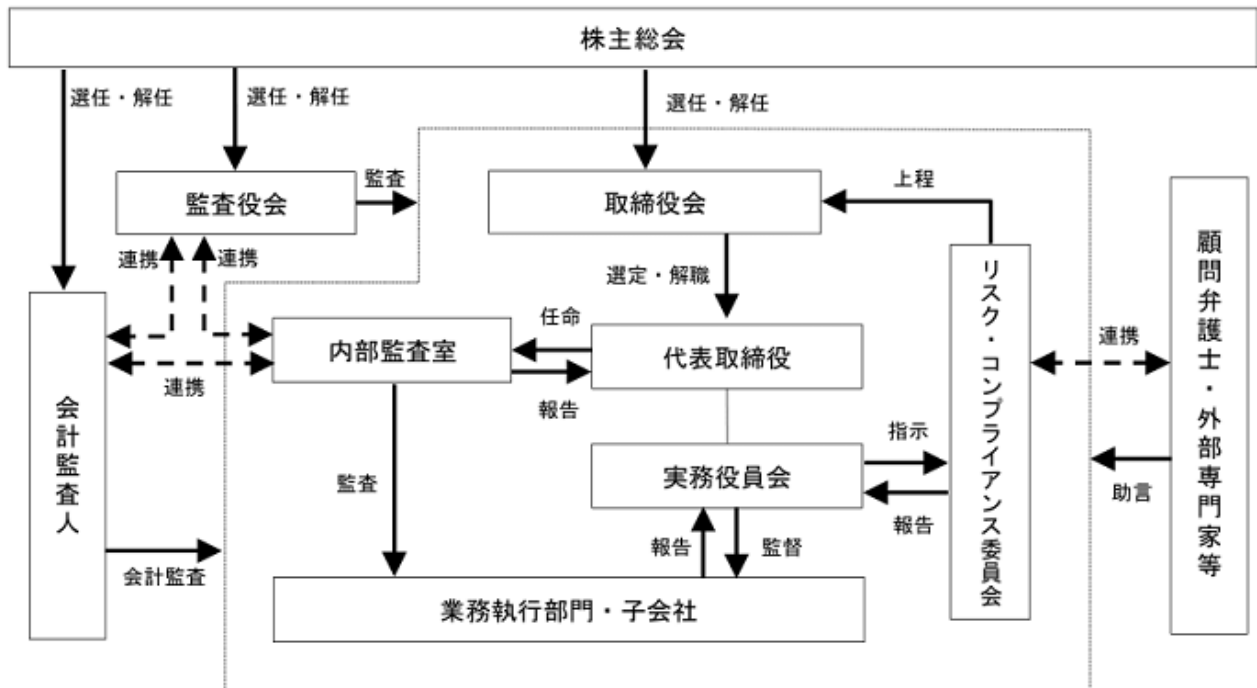 株主総会
選任・解任
選任・解任
選任・解任
監査役会
監査
取締役会
上程
連携
連携
選定・解職
内部監査室
任命
報告
代表取締役
連携
連携
会計監査人
監査
実務役員会
指示
報告
リスク・コンプライアンス委員会
顧問弁護士・外部専門家等
助言
会計監査
報告
監督
業務執行部門・子会社